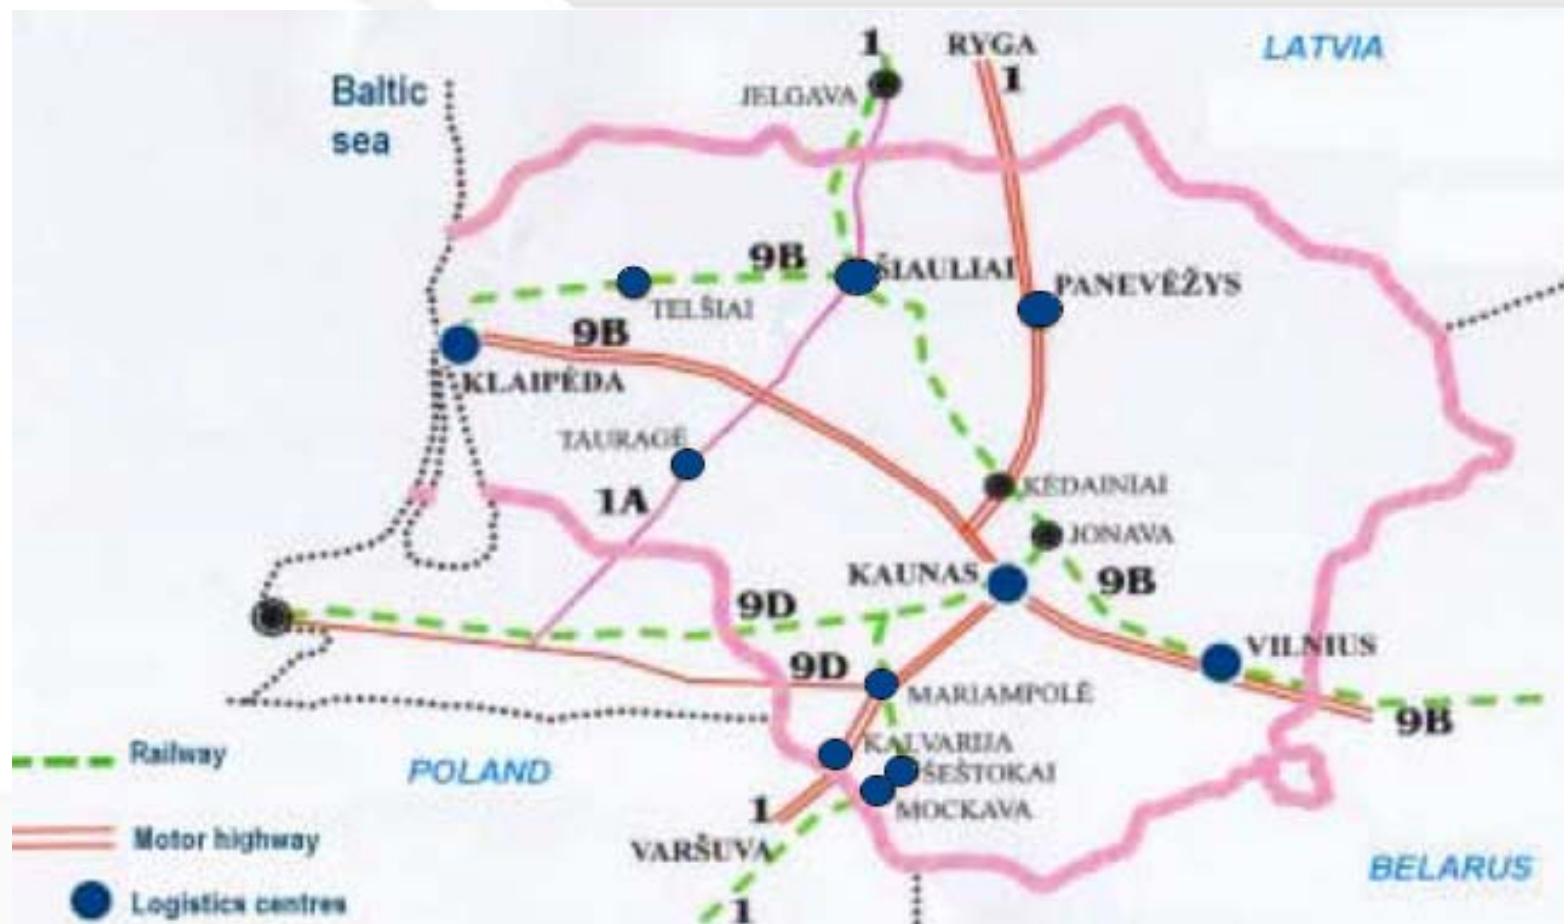 1
RYGA
LATVIA
1
JELGAVA
Baltic
sea
9B
ŠIAULIAI
PANEVĖŽYS
TELŠIAI
9B
KLAIPĖDA
TAURAGĖ
1A
KĖDAINIAI
JONAVA
KAUNAS
9B
9D
VILNIUS
9D
MARIAMPOLĖ
9B
KALVARIJA
Railway
POLAND
ŠEŠTOKAI
MOCKAVA
1
Motor highway
VARŠUVA
BELARUS
Logistics centres
1